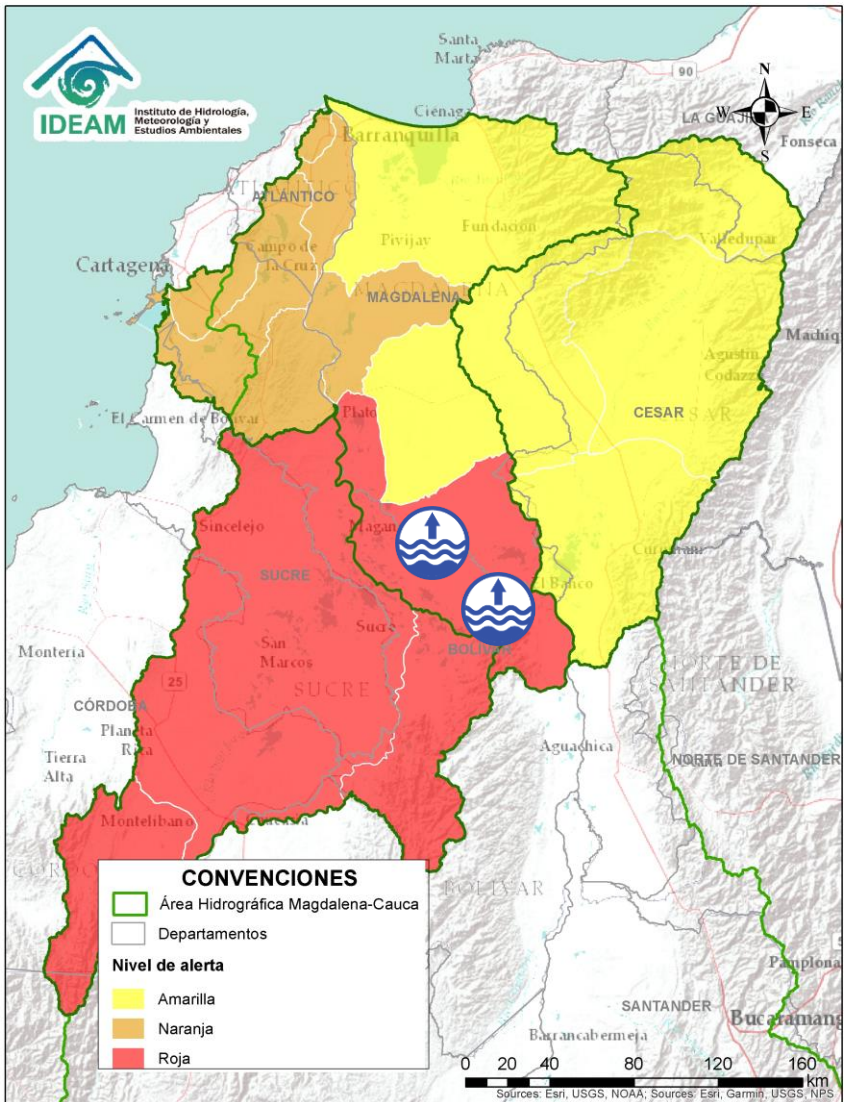 Santa
Marta
90
N
W
E
S
IDEAM
Instituto de Hidrología,
Meteorología y
Estudios Ambientales
Ciénaga
LA GUAJIRA
Fonseca
Barranquilla
ATLÁNTICO
Fundación
Pivijay
Valledupar
Campo de
la Cruz
Cartagena
MAGDALENA
MAGDALENA
Agustín
Codazzi
El Carmen de Bolívar
Plato
CESAR
CESAR
Sincelejo
Magan
SUCRE
El Banco
Sucre
San
Marcos
BOLÍVAR
Montería
NORTE DE
SANTANDER
SUCRE
25
CÓRDOBA
Planeta
Rica
Aguachica
Tierra
Alta
NORTE DE SANTANDER
Montelíbano
BOLÍVAR
CONVENCIONES
Área Hidrográfica Magdalena-Cauca
Departamentos
Nivel de alerta
Amarilla
Naranja
Roja
Pamplona
SANTANDER
Bucaramang
Barrancabermeja
0 20 40 80 120 160
km
Sources: Esri, USGS, NOAA; Sources: Esri, Garmin, USGS, NPS